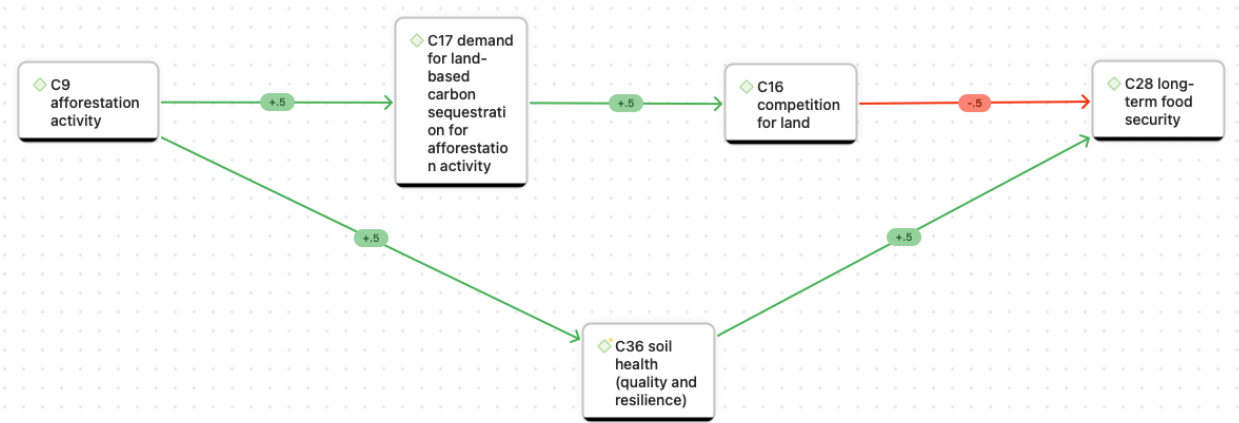 C9
afforestation
activity
+.5
C17 demand
for land-
based
carbon
sequestrati
on for
afforestatio
n activity
+.5
C16
competition
for land
-.5
C28 long-
term food
security
+.5
+.5
C36 soil
health
(quality and
resilience)